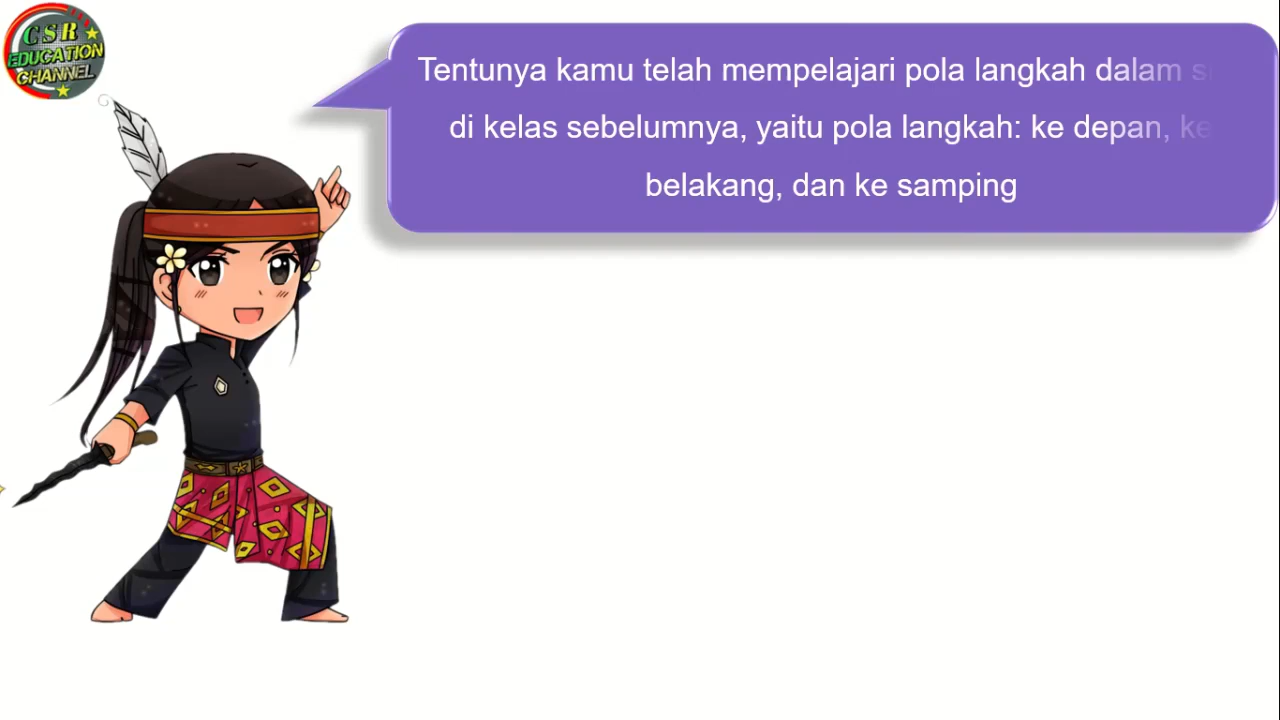 CSR
EDUCATION
CHANNEL
Tentunya kamu telah mempelajari pola langkah dalam
di kelas sebelumnya, yaitu pola langkah: ke depan, ke
belakang, dan ke samping